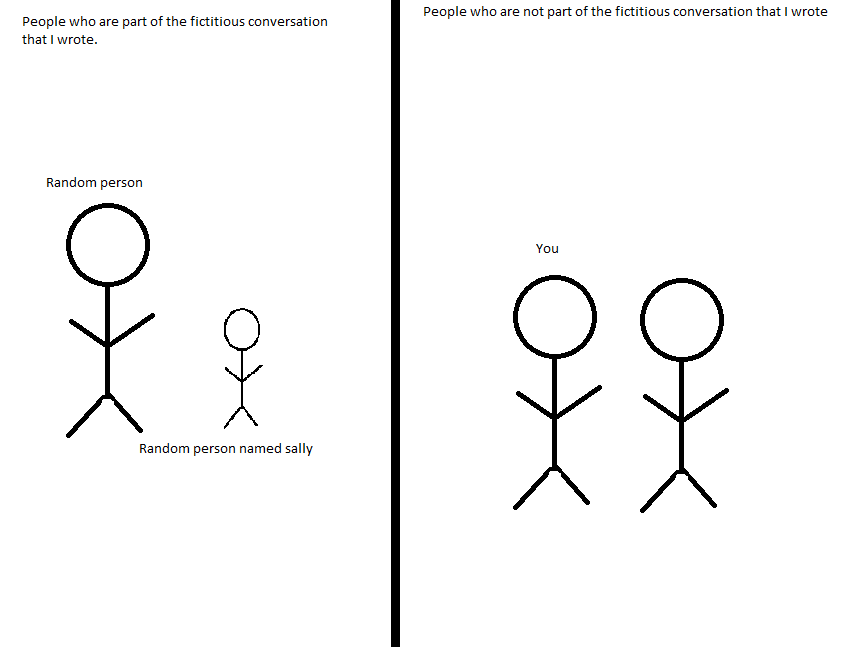 People who are part of the fictitious conversation
that I wrote.
Random person
Random person named sally
People who are not part of the fictitious conversation that I wrote
You